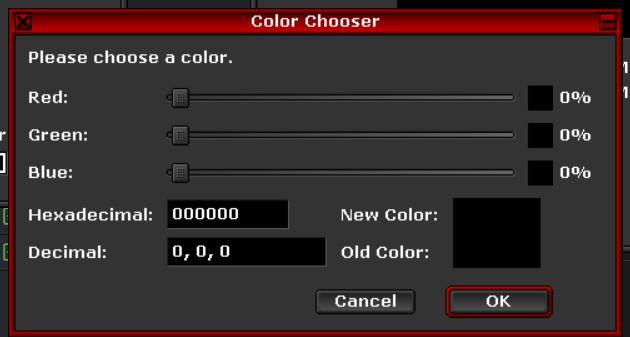 Color Chooser
Please choose a color.
Red: 0%
Green: 0%
Blue: 0%
Hexadecimal: 000000 New Color:
Decimal: 0, 0, 0 Old Color:
Cancel OK